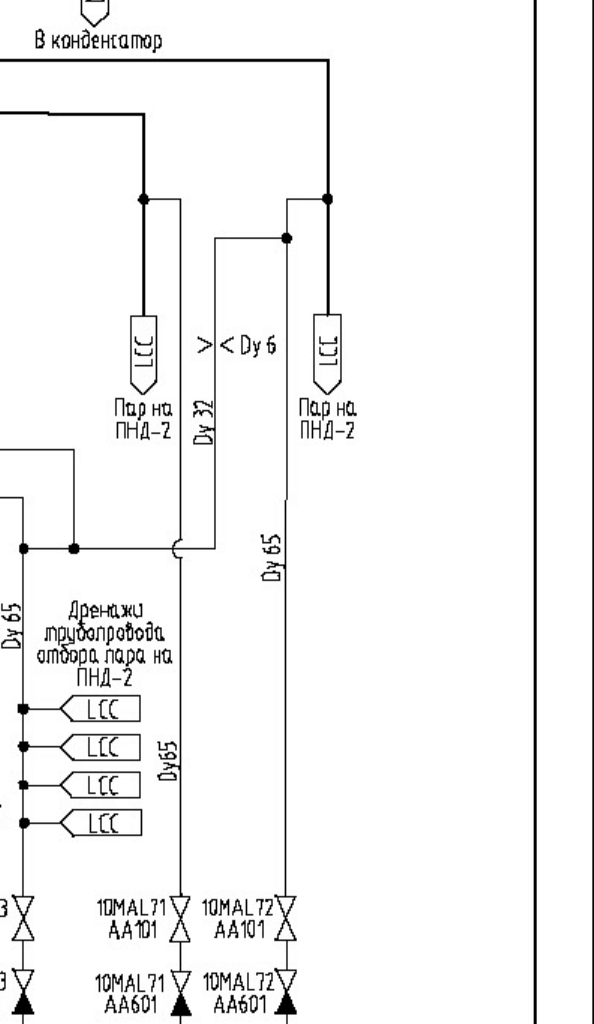 В конденсатор
LCC
LCC
> < Dy 6
Пар на
ПНД-2
Dy 32
Пар на
ПНД-2
Dy 65
Dy 65
Дренажи
трубопровода
отбора пара на
ПНД-2
LCC
LCC
Dy65
LCC
LCC
3
10MAL71
AA101
10MAL72
AA101
3
10MAL71
AA601
10MAL72
AA601